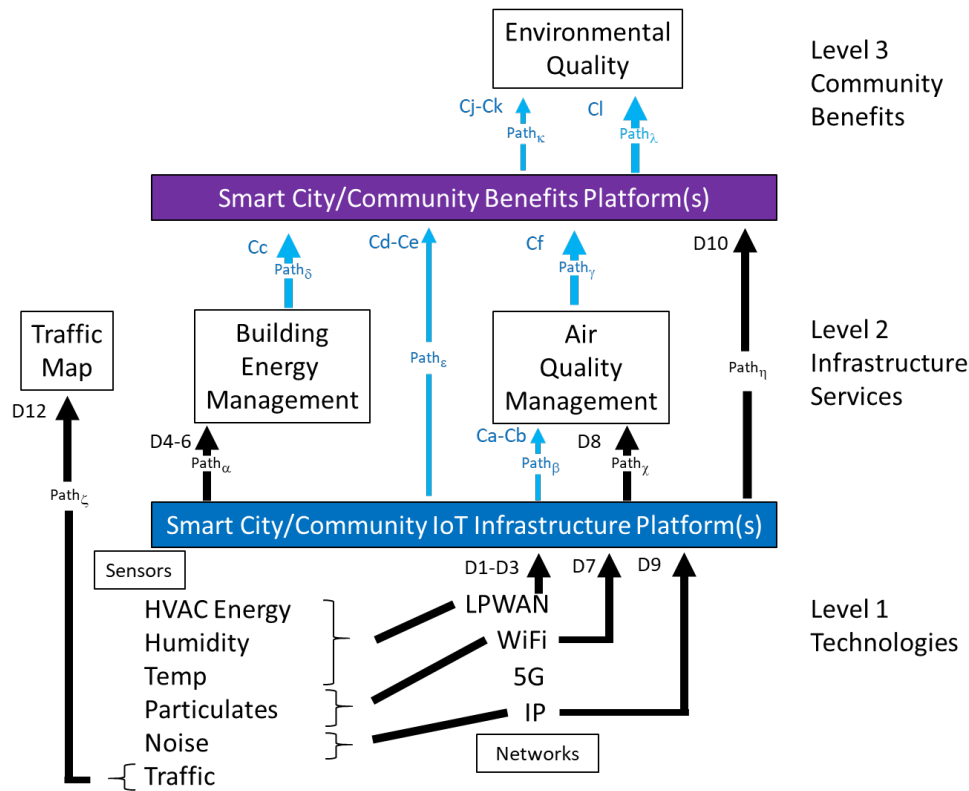 Environmental
Quality
Level 3
Community
Benefits
Cj-Ck
Cl
Pathκ
Pathλ
Smart City/Community Benefits Platform(s)
Cc
Cd-Ce
Cf
D10
Pathδ
Pathγ
Traffic
Map
Building
Energy
Management
Air
Quality
Management
Level 2
Infrastructure
Services
Pathε
Pathη
D12
D4-6
Ca-Cb
D8
Pathα
Pathβ
Pathχ
Pathζ
Smart City/Community IoT Infrastructure Platform(s)
Sensors
D1-D3
D7
D9
HVAC Energy
Humidity
Temp
Particulates
Noise
Traffic
LPWAN
WiFi
5G
IP
Networks
Level 1
Technologies